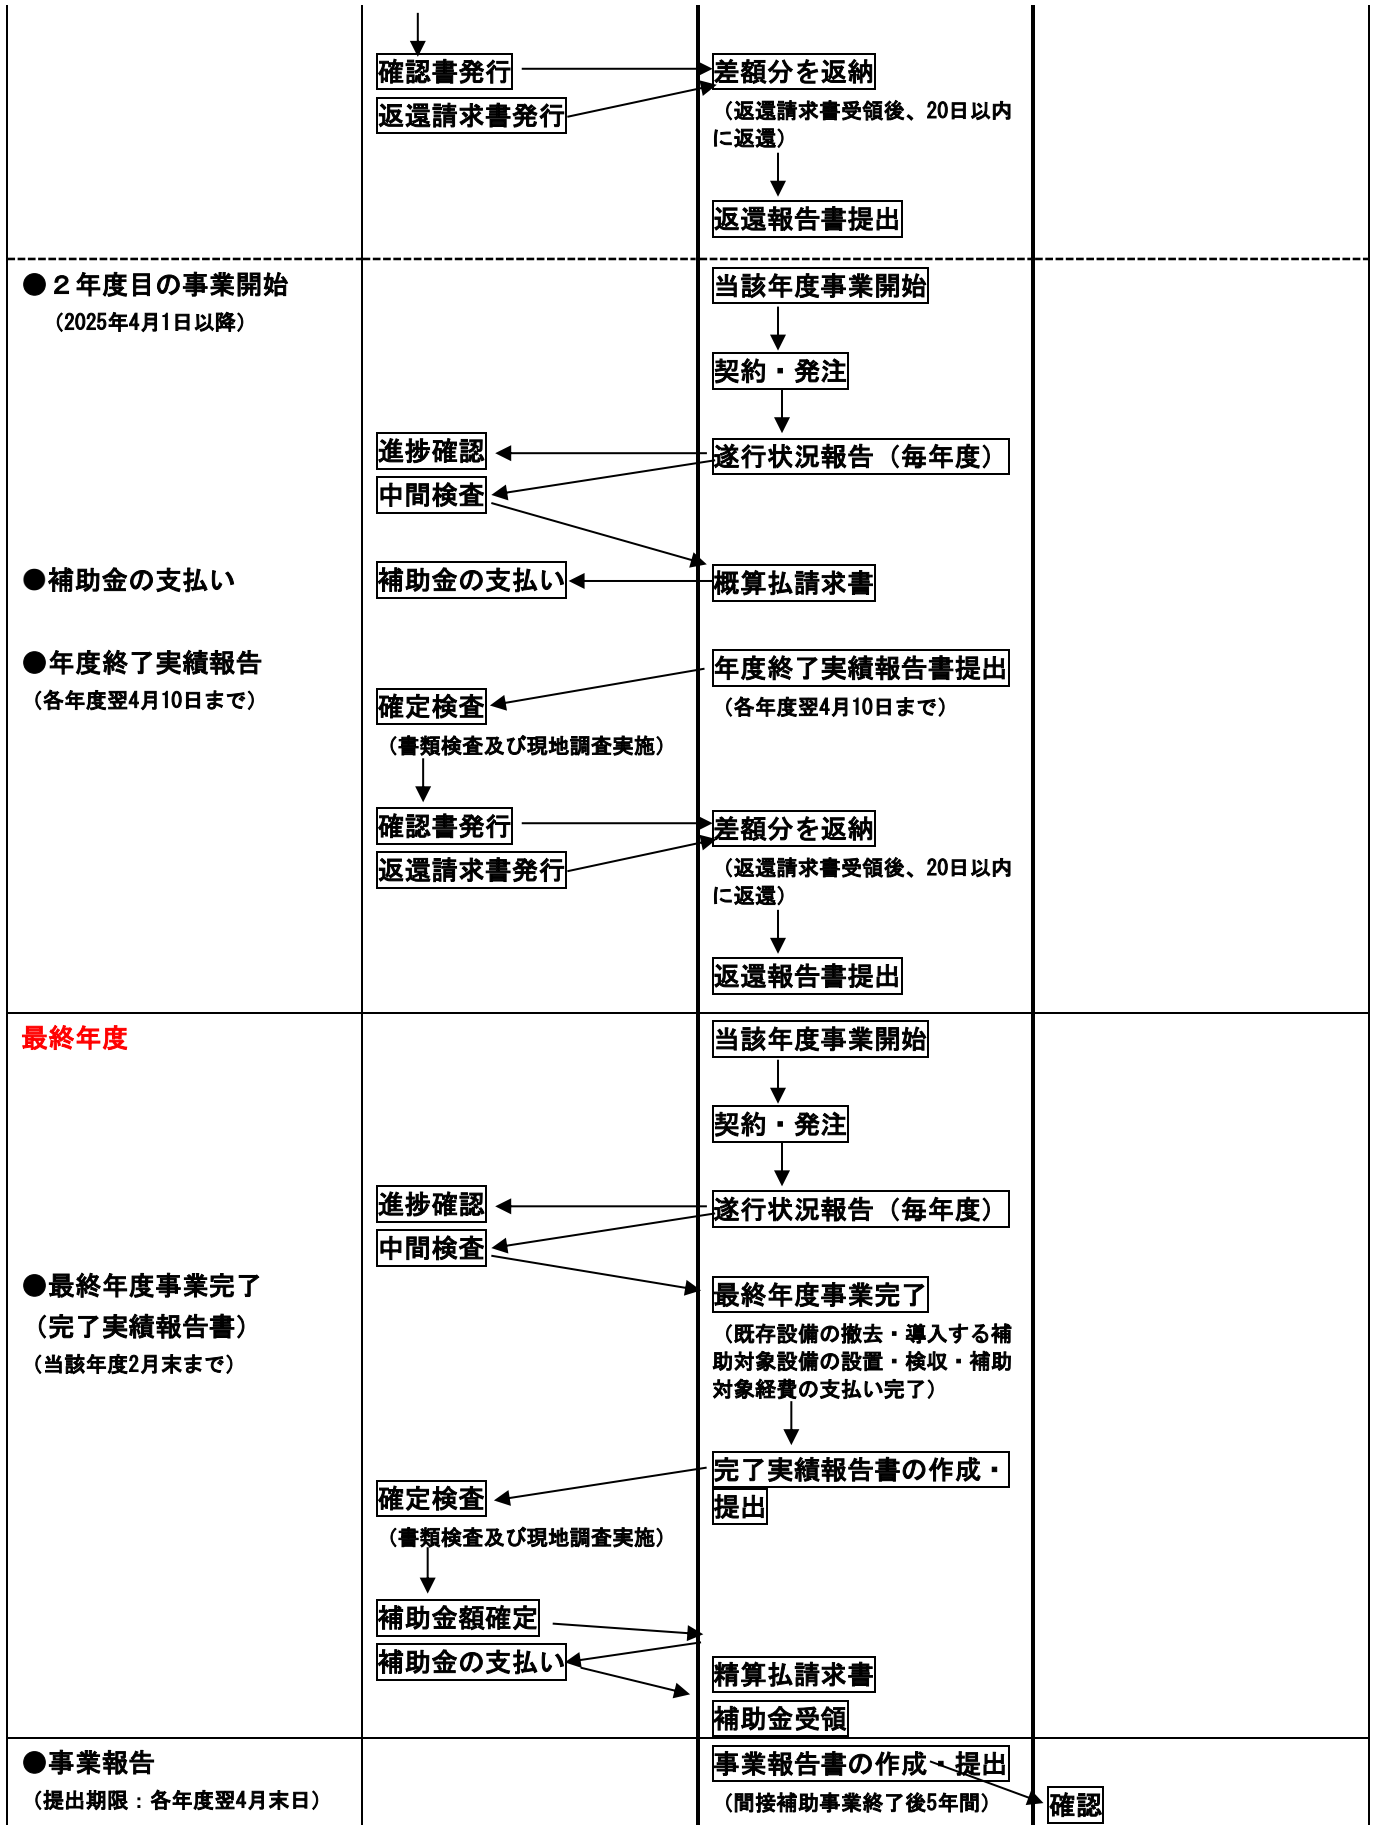 確認書発行
差額分を返納
返還請求書発行
（返還請求書受領後、20日以内
に返還）
返還報告書提出
●２年度目の事業開始
（2025年4月1日以降）
当該年度事業開始
契約・発注
進捗確認
遂行状況報告（毎年度）
中間検査
●補助金の支払い
補助金の支払い
概算払請求書
●年度終了実績報告
（各年度翌4月10日まで）
年度終了実績報告書提出
（各年度翌4月10日まで）
確定検査
（書類検査及び現地調査実施）
確認書発行
差額分を返納
返還請求書発行
（返還請求書受領後、20日以内
に返還）
返還報告書提出
最終年度
当該年度事業開始
契約・発注
進捗確認
遂行状況報告（毎年度）
中間検査
●最終年度事業完了
（完了実績報告書）
（当該年度2月末まで）
最終年度事業完了
（既存設備の撤去・導入する補
助対象設備の設置・検収・補助
対象経費の支払い完了）
完了実績報告書の作成・
提出
確定検査
（書類検査及び現地調査実施）
補助金額確定
補助金の支払い
精算払請求書
補助金受領
●事業報告
（提出期限：各年度翌4月末日）
事業報告書の作成・提出
（間接補助事業終了後5年間）
確認